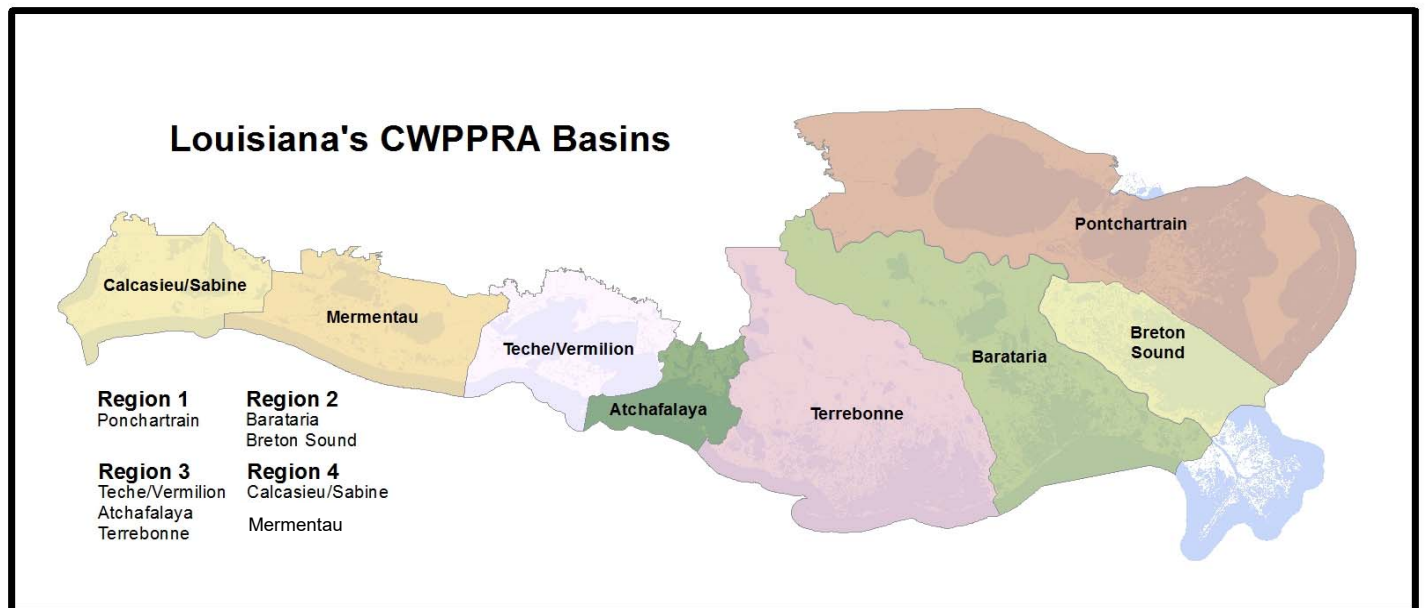 Louisiana's CWPPRA Basins
Pontchartrain
Calcasieu/Sabine
Mermentau
Breton
Sound
Teche/Vermilion
Barataria
Atchafalaya
Terrebonne
Region 1
Ponchartrain
Region 2
Barataria
Breton Sound
Region 3
Teche/Vermilion
Atchafalaya
Terrebonne
Region 4
Calcasieu/Sabine
Mermentau